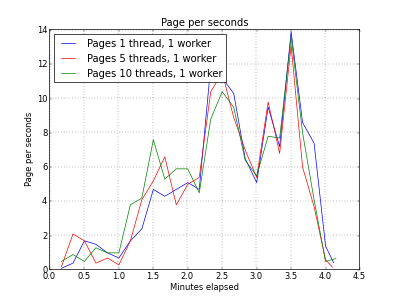 Page per seconds
14
12
10
8
6
4
2
0
Page per seconds
Pages 1 thread, 1 worker
Pages 5 threads, 1 worker
Pages 10 threads, 1 worker
0.0 0.5 1.0 1.5 2.0 2.5 3.0 3.5 4.0 4.5
Minutes elapsed